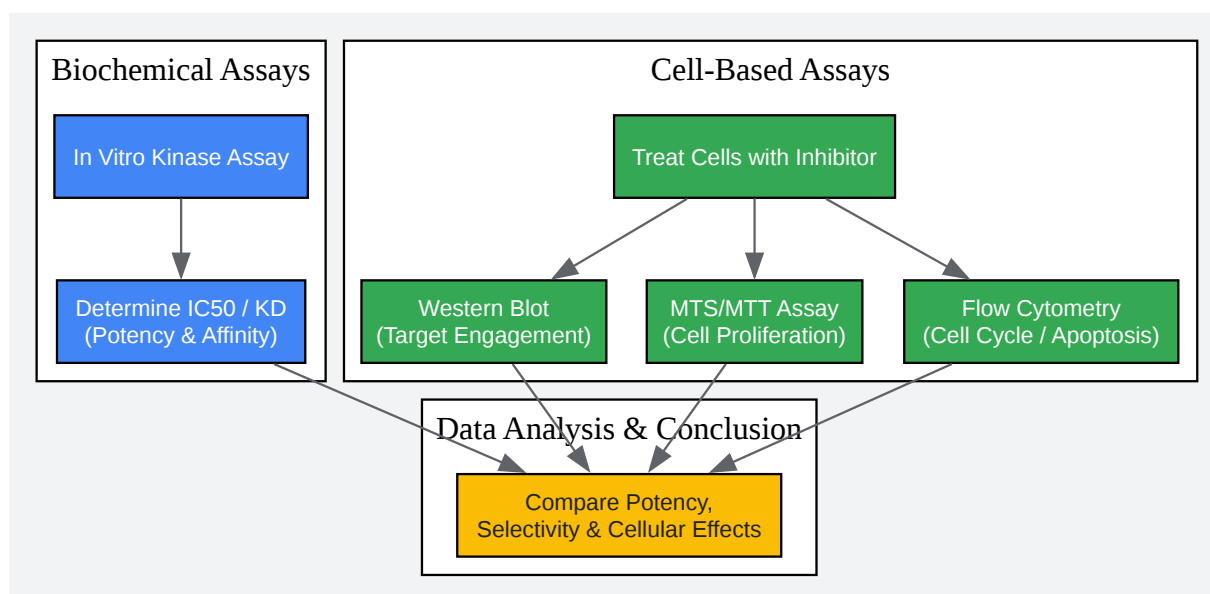 Biochemical Assays
In Vitro Kinase Assay
Determine IC50 / KD
(Potency & Affinity)
Cell-Based Assays
Treat Cells with Inhibitor
Western Blot
(Target Engagement)
MTS/MTT Assay
(Cell Proliferation)
Flow Cytometry
(Cell Cycle / Apoptosis)
Data Analysis & Conclusion
Compare Potency,
Selectivity & Cellular Effects